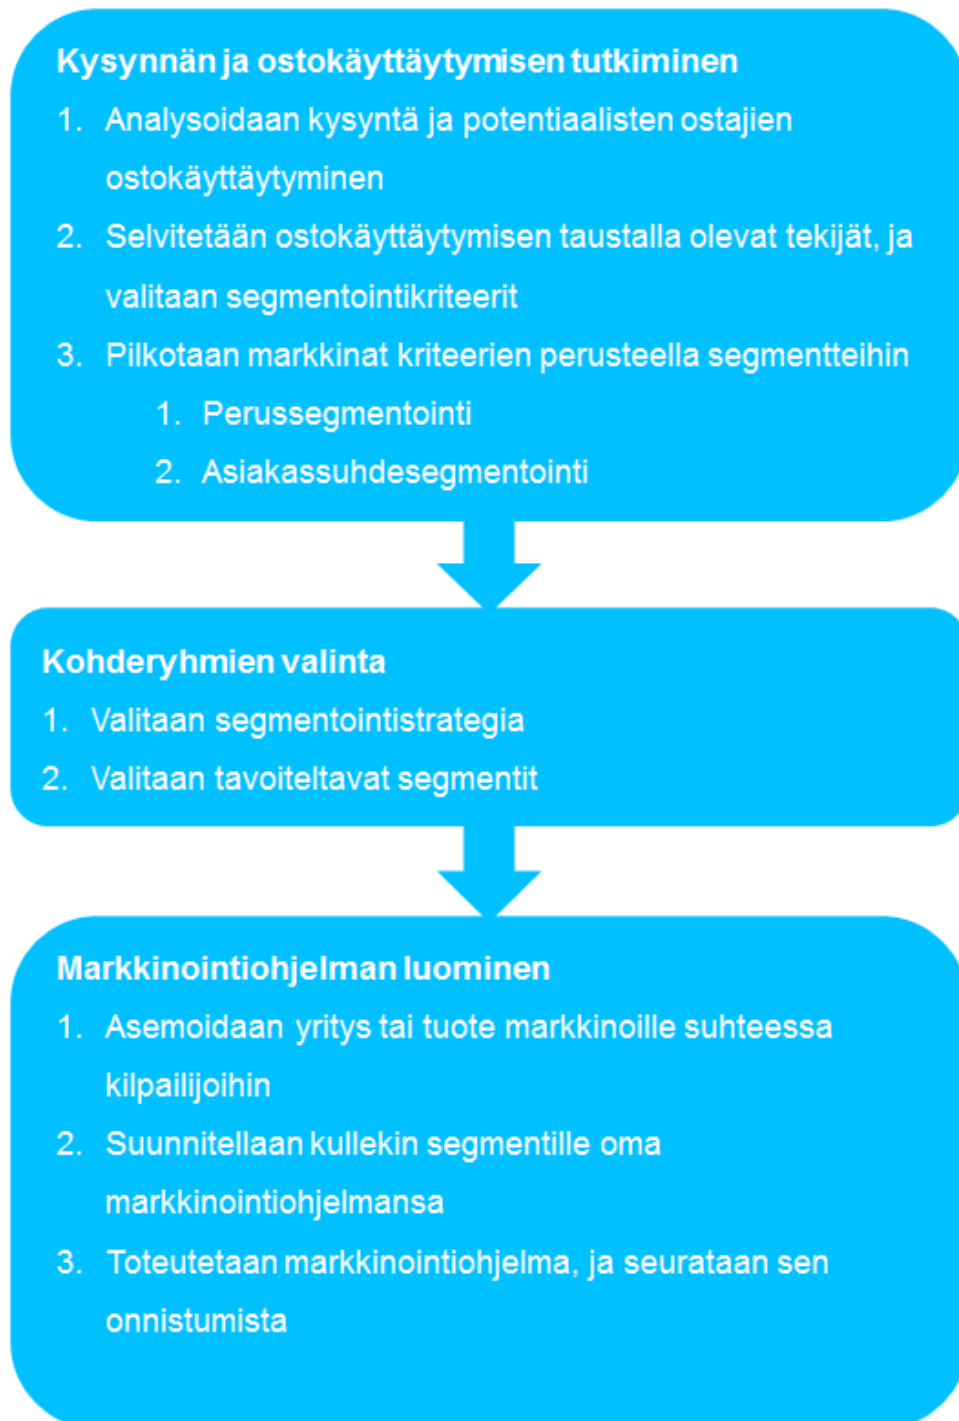 Kysynnän ja ostokäyttäytymisen tutkiminen
1. Analysoidaan kysyntä ja potentiaalisten ostajien
ostokäyttäytyminen
2. Selvitetään ostokäyttäytymisen taustalla olevat tekijät, ja
valitaan segmentointikriteerit
3. Pilkotaan markkinat kriteerien perusteella segmentteihin
1. Perussegmentointi
2. Asiakassuhdesegmentointi
Kohderyhmien valinta
1. Valitaan segmentointistrategia
2. Valitaan tavoiteltavat segmentit
Markkinointiohjelman luominen
1. Asemoidaan yritys tai tuote markkinoille suhteessa
kilpailijoihin
2. Suunnitellaan kullekin segmentille oma
markkinointiohjelmansa
3. Toteutetaan markkinointiohjelma, ja seurataan sen
onnistumista